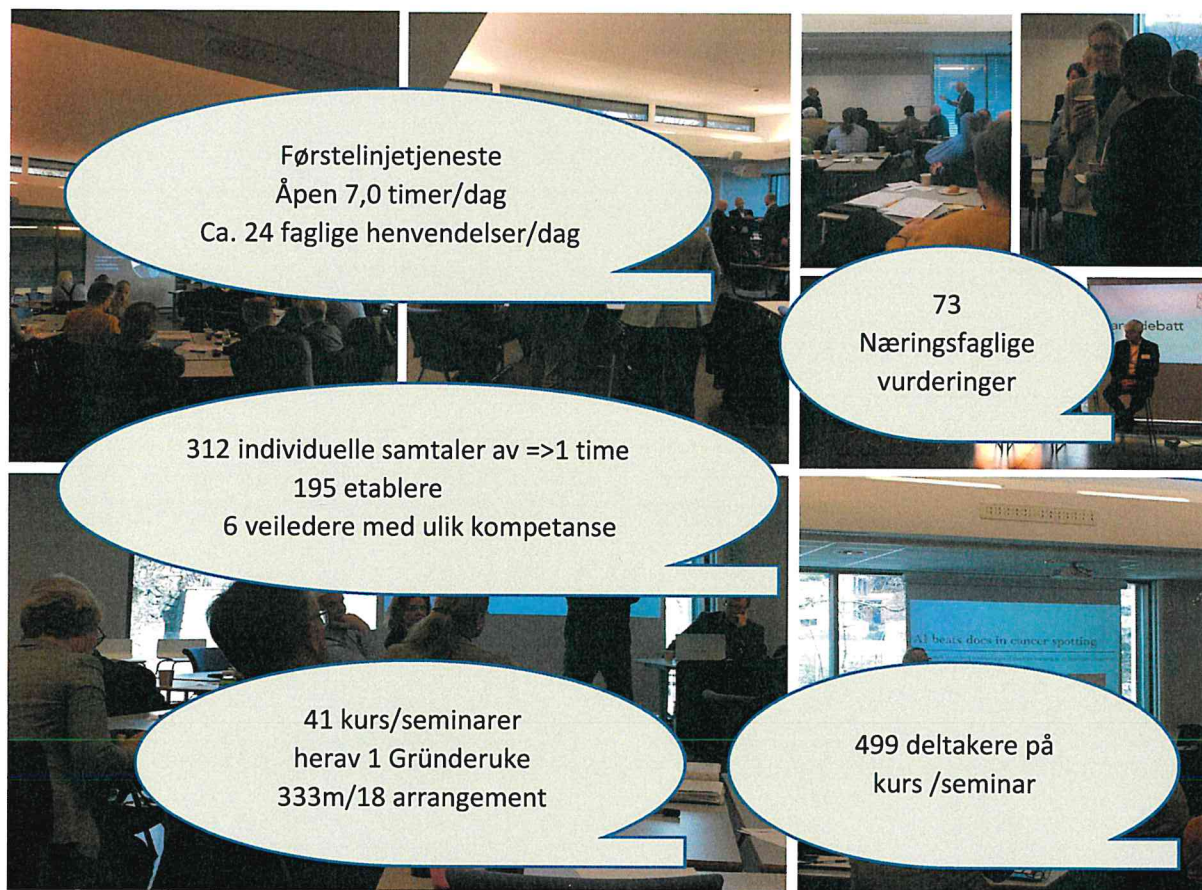 Førstelinjetjeneste
Åpen 7,0 timer/dag
Ca. 24 faglige henvendelser/dag
73
Næringsfaglige
vurderinger
debatt
312 individuelle samtaler av =>1 time
195 etablere
6 veiledere med ulik kompetanse
AI beats docs in cancer spotting
41 kurs/seminarer
herav 1 Gründeruke
333m/18 arrangement
499 deltakere på
kurs /seminar